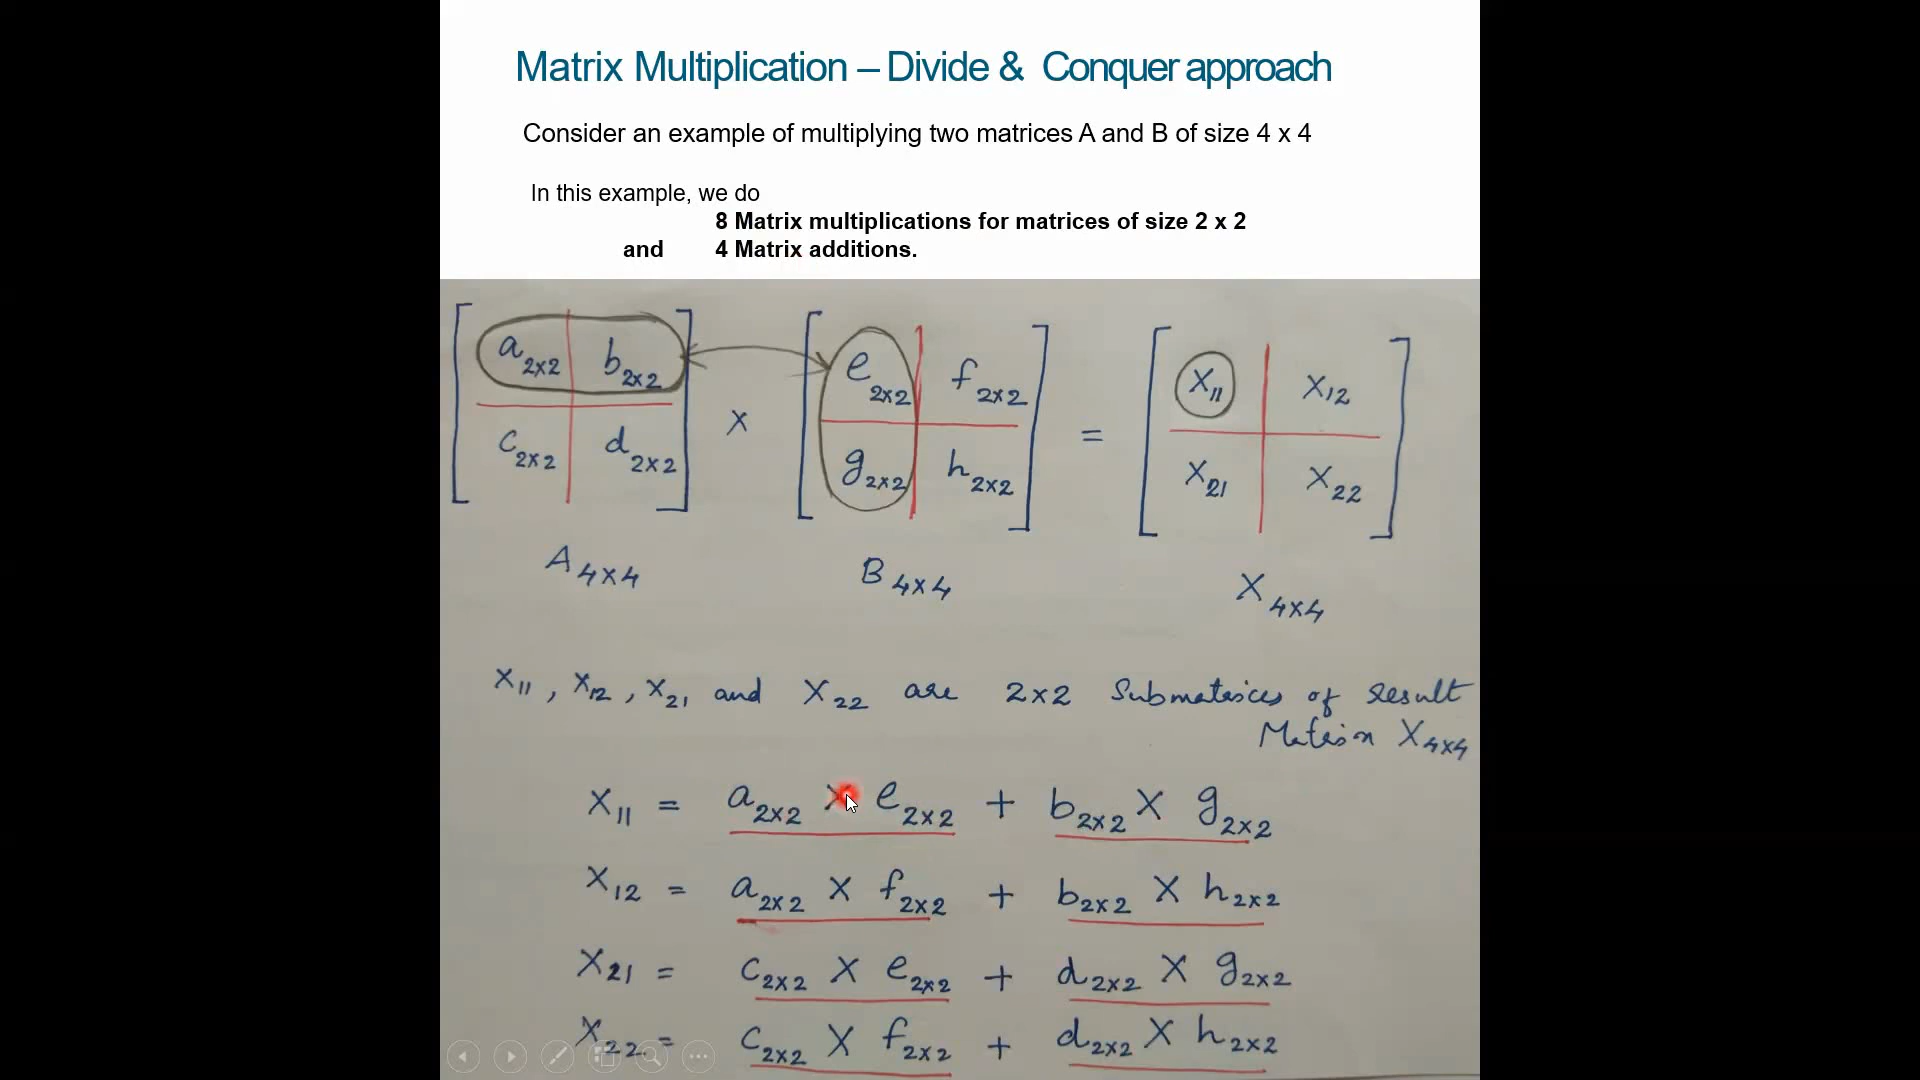 Matrix Multiplication – Divide & Conquer approach
Consider an example of multiplying two matrices A and B of size 4 x 4
In this example, we do
8 Matrix multiplications for matrices of size 2 x 2
and 4 Matrix additions.
a2x2 b2x2 e2x2 f2x2 X11 X12
X =
c2x2 d2x2 g2x2 h2x2 X21 X22
A4x4 B4x4 X4x4
X11, X12, X21 and X22 are 2x2 Submatrices of result
Matrix X4x4
X11 = a2x2 X e2x2 + b2x2 X g2x2
X12 = a2x2 X f2x2 + b2x2 X h2x2
X21 = c2x2 X e2x2 + d2x2 X g2x2
X22 = c2x2 X f2x2 + d2x2 X h2x2